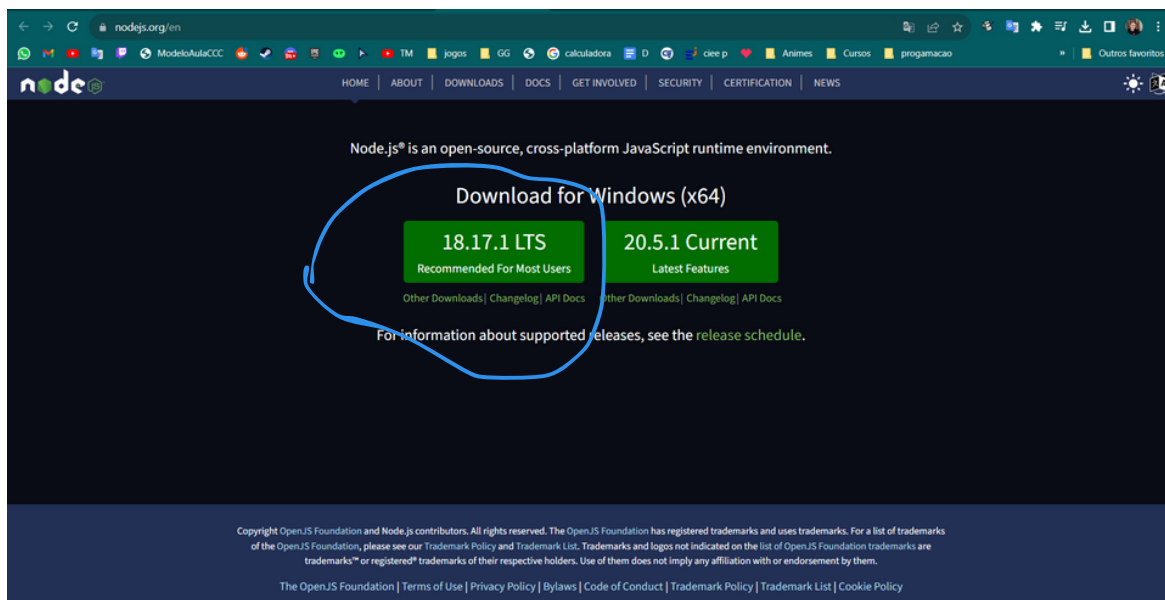 nodejs.org/en
ModeloAulaCCC TM jogos GG calculadora D ciee p Animes Cursos progamacao » Outros favoritos
node JS
HOME | ABOUT | DOWNLOADS | DOCS | GET INVOLVED | SECURITY | CERTIFICATION | NEWS
Node.js® is an open-source, cross-platform JavaScript runtime environment.
Download for Windows (x64)
18.17.1 LTS
Recommended For Most Users
Other Downloads | Changelog | API Docs
20.5.1 Current
Latest Features
Other Downloads | Changelog | API Docs
For information about supported releases, see the release schedule.
Copyright OpenJS Foundation and Node.js contributors. All rights reserved. The OpenJS Foundation has registered trademarks and uses trademarks. For a list of trademarks
of the OpenJS Foundation, please see our Trademark Policy and Trademark List. Trademarks and logos not indicated on the list of OpenJS Foundation trademarks are
trademarks™ or registered® trademarks of their respective holders. Use of them does not imply any affiliation with or endorsement by them.
The OpenJS Foundation | Terms of Use | Privacy Policy | Bylaws | Code of Conduct | Trademark Policy | Trademark List | Cookie Policy